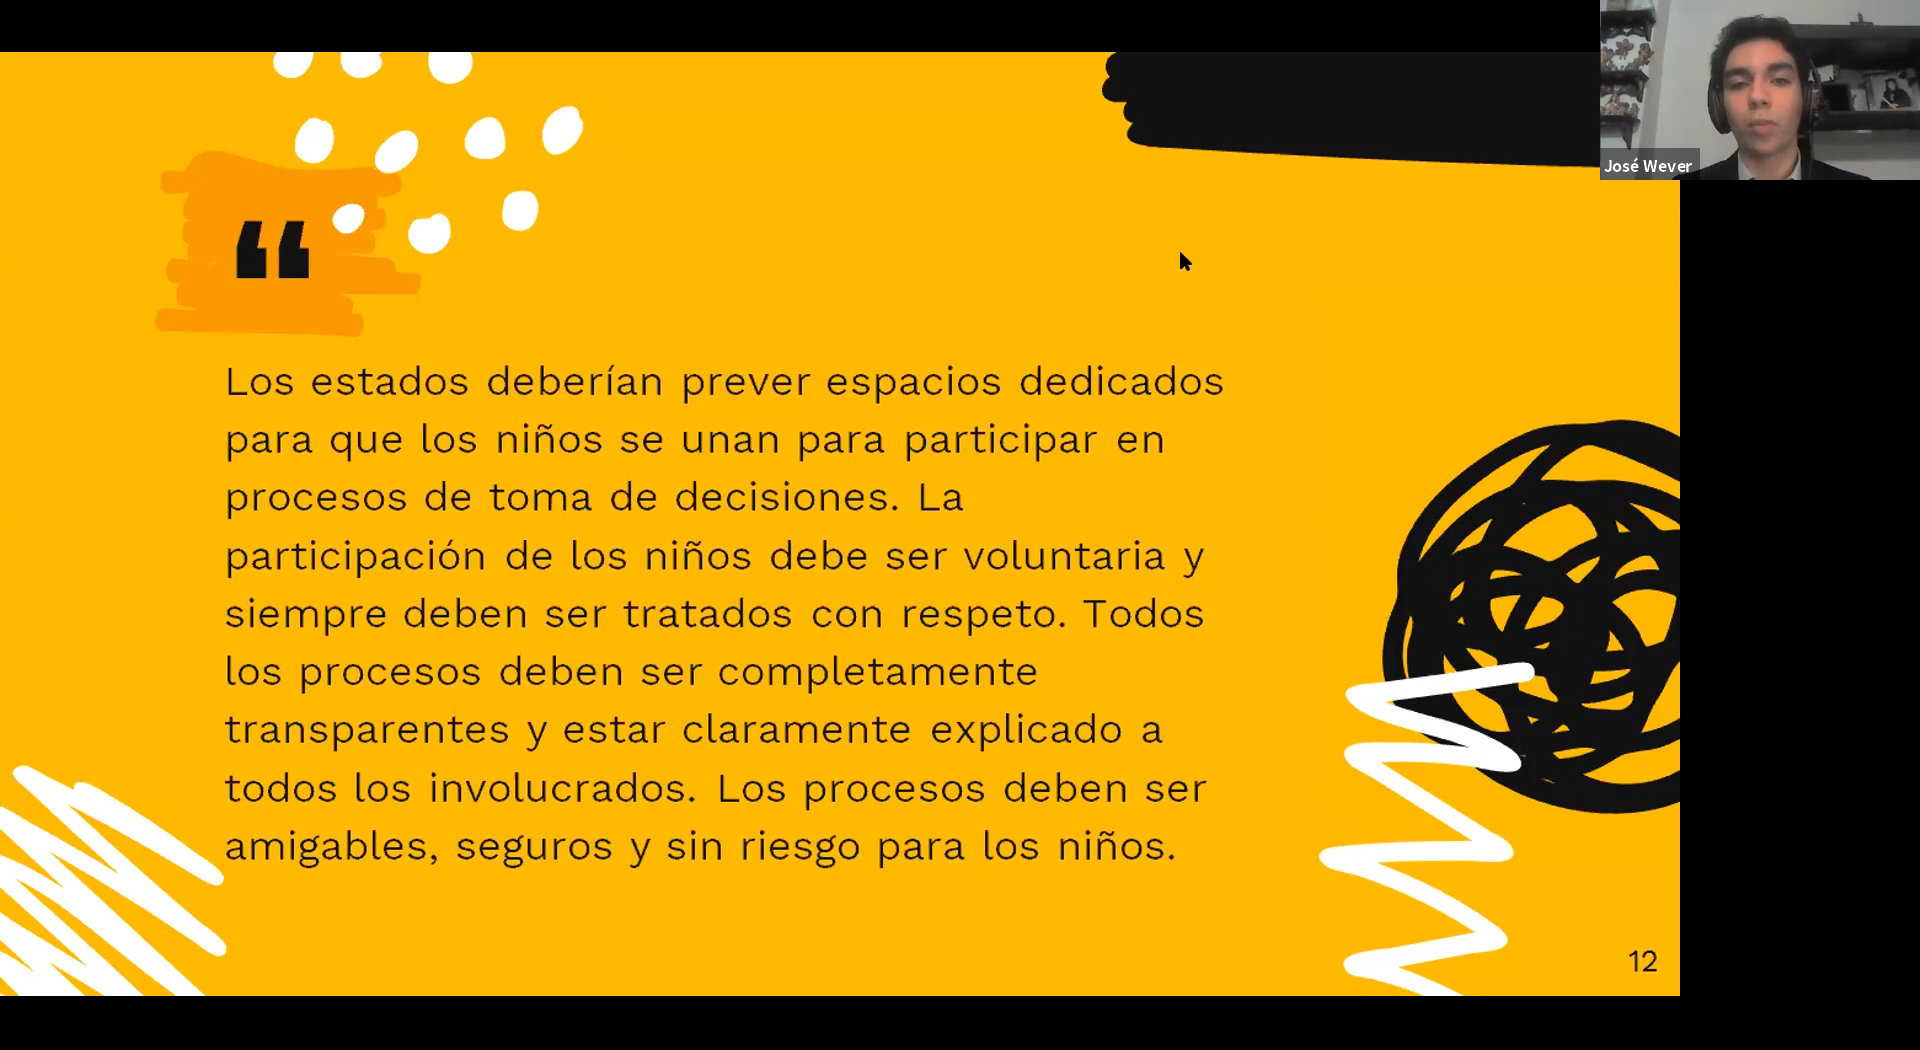 José Wever
“
Los estados deberían prever espacios dedicados
para que los niños se unan para participar en
procesos de toma de decisiones. La
participación de los niños debe ser voluntaria y
siempre deben ser tratados con respeto. Todos
los procesos deben ser completamente
transparentes y estar claramente explicado a
todos los involucrados. Los procesos deben ser
amigables, seguros y sin riesgo para los niños.
12